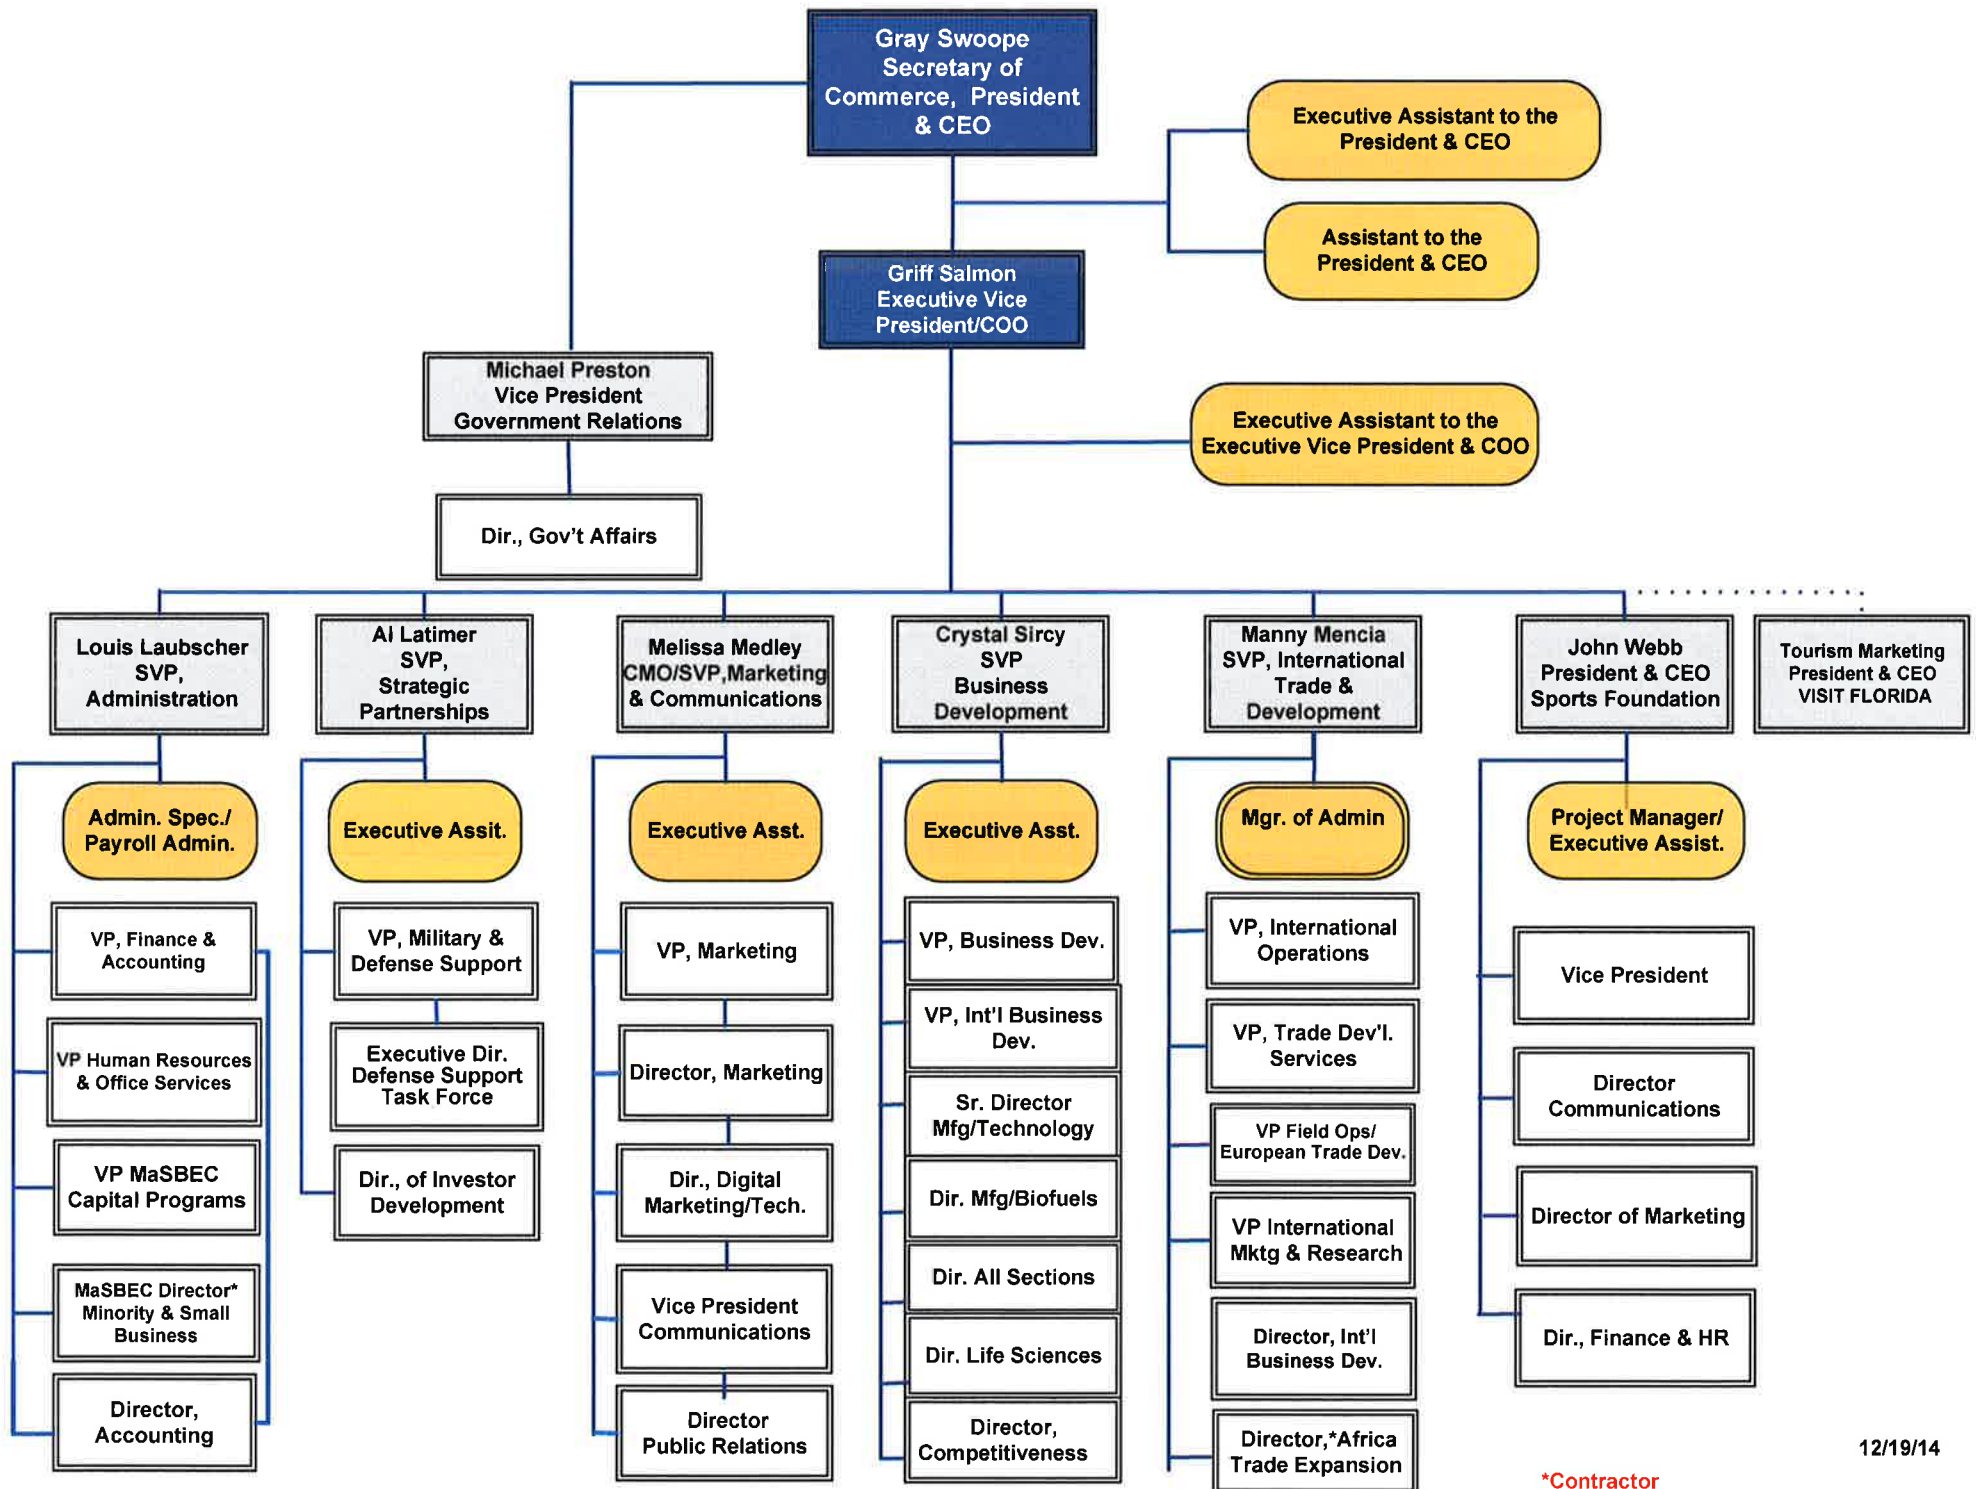 Gray Swoope
Secretary of
Commerce, President
& CEO
Executive Assistant to the
President & CEO
Assistant to the
President & CEO
Griff Salmon
Executive Vice
President/COO
Michael Preston
Vice President
Government Relations
Executive Assistant to the
Executive Vice President & COO
Dir., Gov't Affairs
Louis Laubscher
SVP,
Administration
Al Latimer
SVP,
Strategic
Partnerships
Melissa Medley
CMO/SVP,Marketing
& Communications
Crystal Sircy
SVP
Business
Development
Manny Mencia
SVP, International
Trade &
Development
John Webb
President & CEO
Sports Foundation
Tourism Marketing
President & CEO
VISIT FLORIDA
Admin. Spec./
Payroll Admin.
Executive Assit.
Executive Asst.
Executive Asst.
Mgr. of Admin
Project Manager/
Executive Assist.
VP, Finance &
Accounting
VP Human Resources
& Office Services
VP MaSBEC
Capital Programs
MaSBEC Director*
Minority & Small
Business
Director,
Accounting
VP, Military &
Defense Support
Executive Dir.
Defense Support
Task Force
Dir., of Investor
Development
VP, Marketing
Director, Marketing
Dir., Digital
Marketing/Tech.
Vice President
Communications
Director
Public Relations
VP, Business Dev.
VP, Int'l Business
Dev.
Sr. Director
Mfg/Technology
Dir. Mfg/Biofuels
Dir. All Sections
Dir. Life Sciences
Director,
Competitiveness
VP, International
Operations
VP, Trade Dev'l.
Services
VP Field Ops/
European Trade Dev.
VP International
Mktg & Research
Director, Int'l
Business Dev.
Director,*Africa
Trade Expansion
Vice President
Director
Communications
Director of Marketing
Dir., Finance & HR
12/19/14
*Contractor